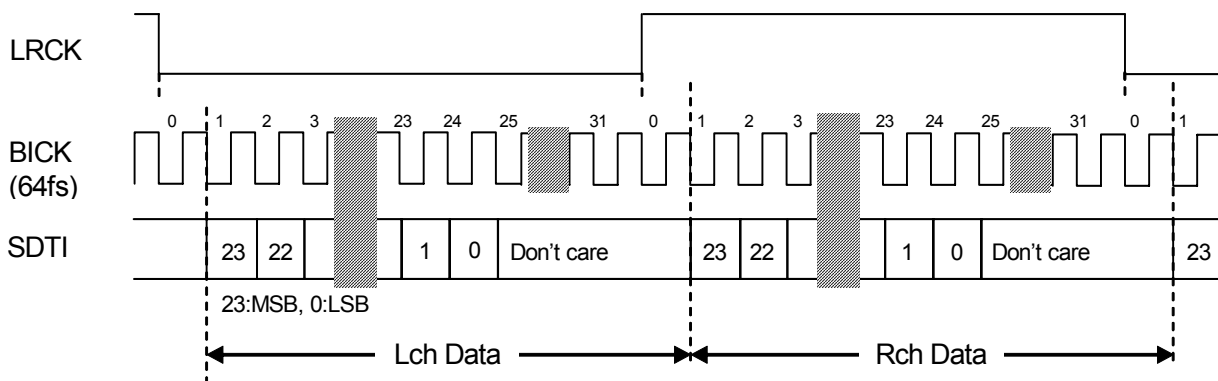 LRCK
0 1 2 3 23 24 25 31 0 1 2 3 23 24 25 31 0 1
BICK
(64fs)
SDTI 23 22 1 0 Don't care 23 22 1 0 Don't care 23
23:MSB, 0:LSB
Lch Data Rch Data